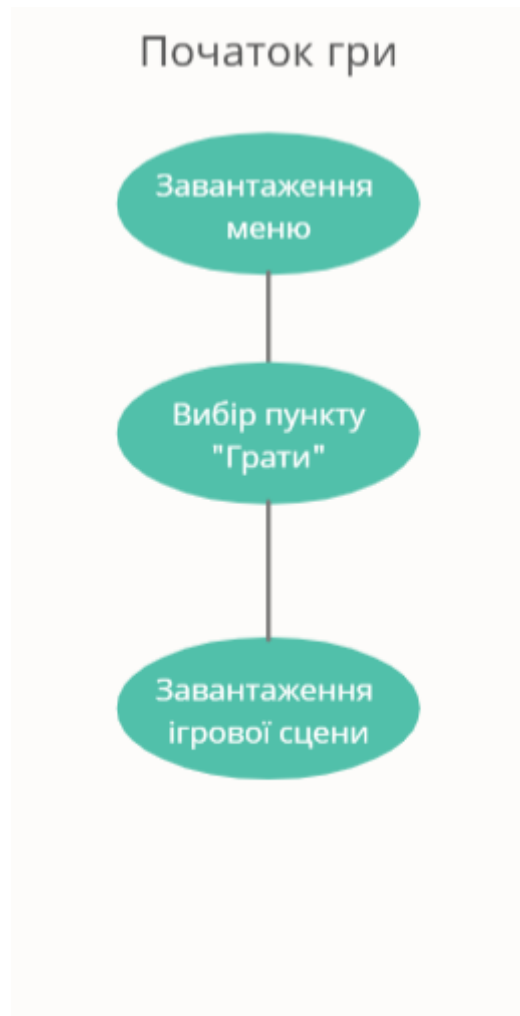 Початок гри
Завантаження
меню
Вибір пункту
"Грати"
Завантаження
ігрової сцени